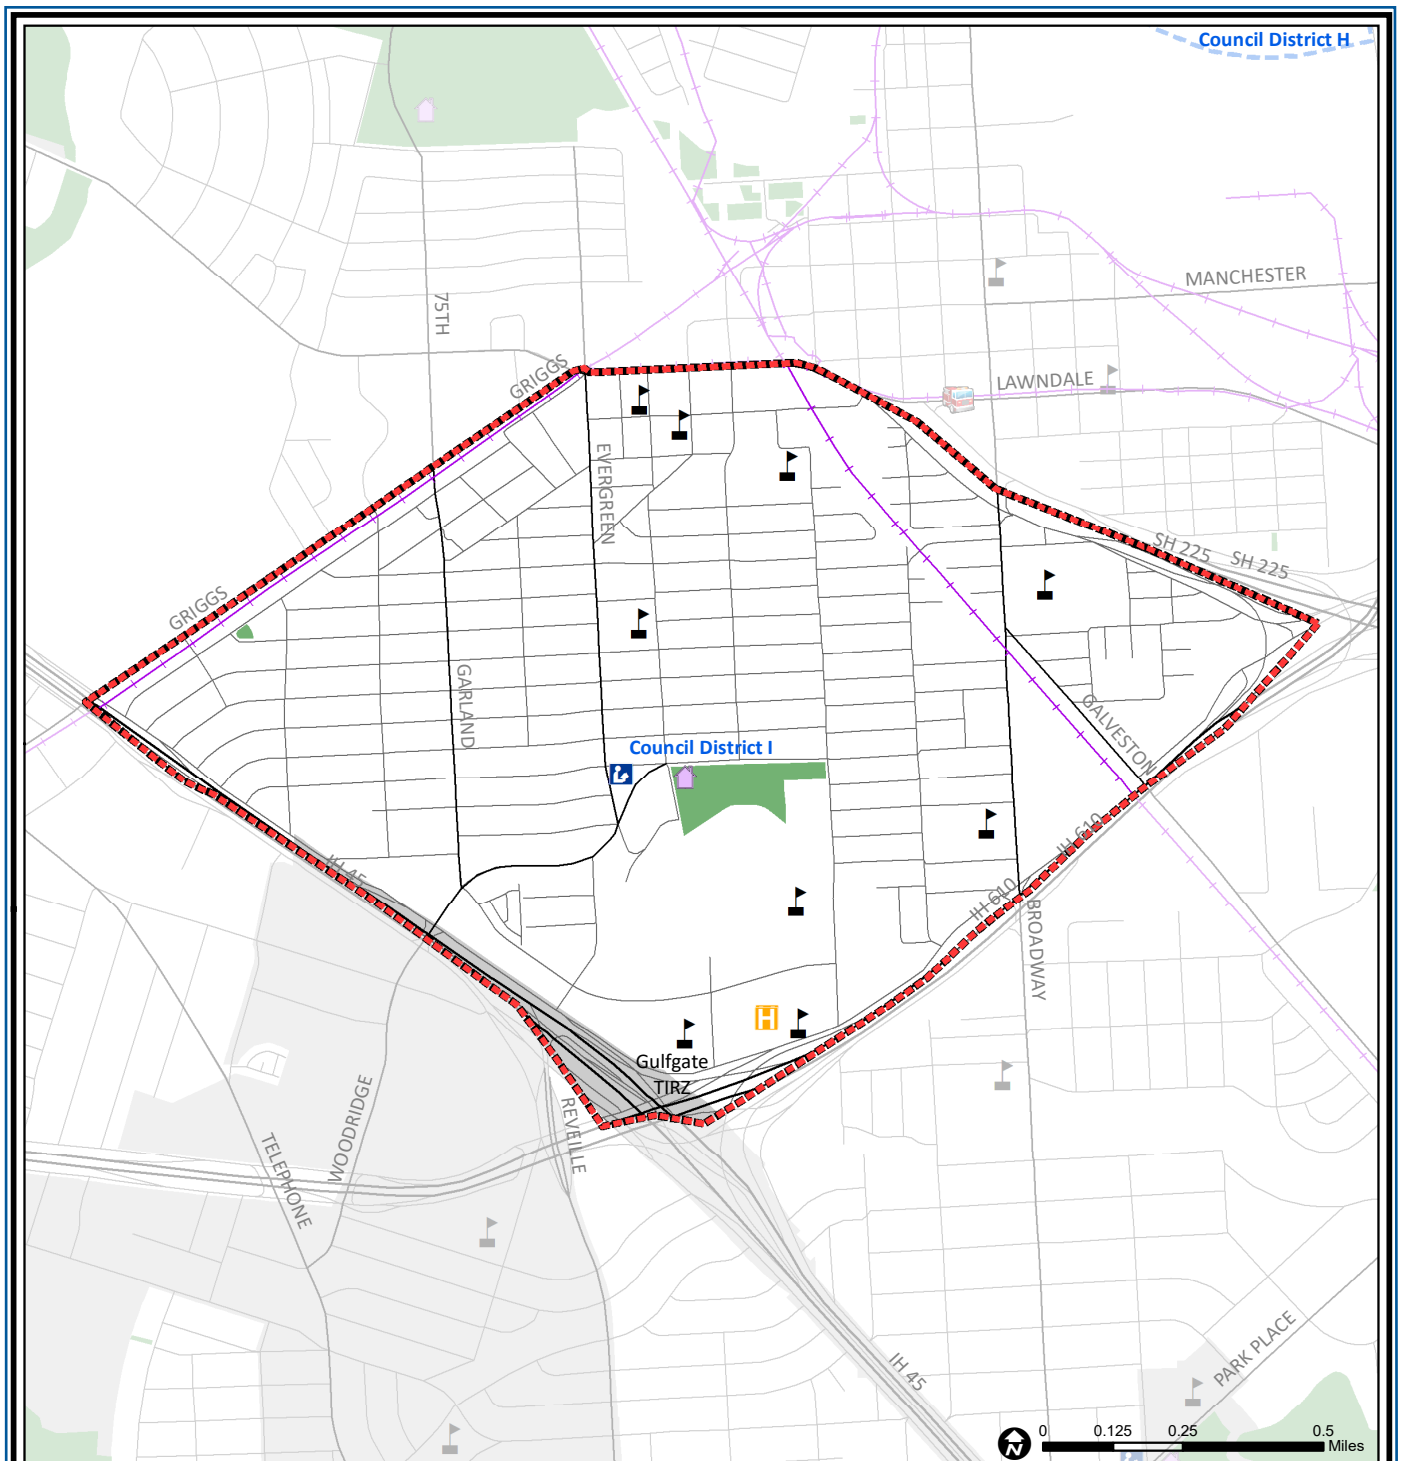 Council District H
MANCHESTER
75TH
GRIGGS
LAWNDALE
EVERGREEN
SH 225
SH 225
GRIGGS
GARLAND
GALVESTON
Council District I
IH 610
IH 45
IH 610
BROADWAY
H
Gulfgate
TIRZ
WOODRIDGE
REVEILLE
TELEPHONE
PARK PLACE
IH 45
N
0 0.125 0.25 0.5
Miles